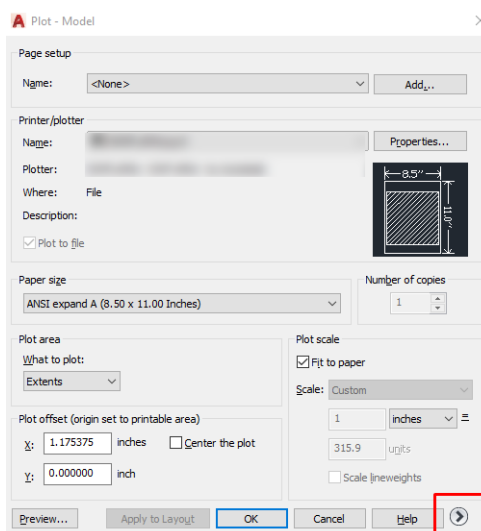 Plot - Model
Page setup
Name: <None> Add...
Printer/plotter
Name: Properties...
Plotter:
Where: File
Description:
Plot to file
8.5"
11.0"
Paper size
ANSI expand A (8.50 x 11.00 Inches)
Number of copies
1
Plot area
What to plot:
Extents
Plot scale
Fit to paper
Scale: Custom
1 inches =
315.9 units
Scale lineweights
Plot offset (origin set to printable area)
X: 1.175375 inches Center the plot
Y: 0.000000 inch
Preview... Apply to Layout OK Cancel Help